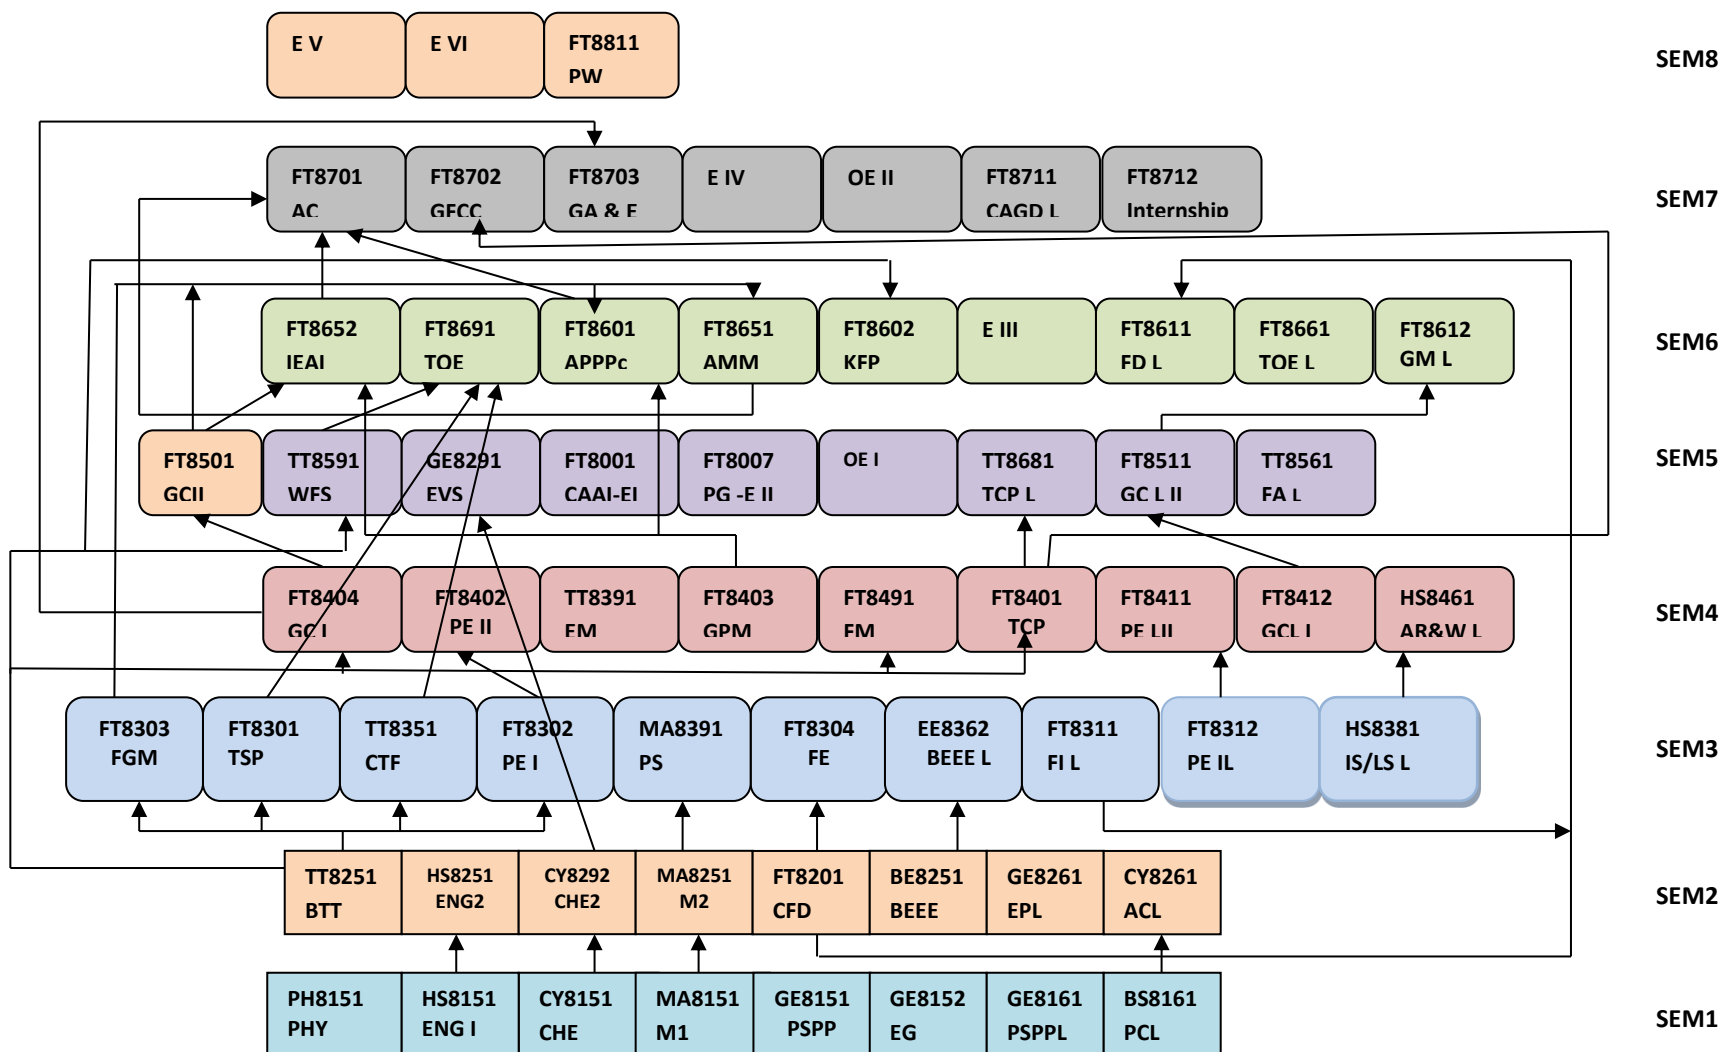 E V
E VI
FT8811
PW
SEM8
FT8701
AC
FT8702
GFCC
FT8703
GA & E
E IV
OE II
FT8711
CAGD L
FT8712
Internship
SEM7
FT8652
IEAI
FT8691
TOE
FT8601
APPPc
FT8651
AMM
FT8602
KFP
E III
FT8611
FD L
FT8661
TOE L
FT8612
GM L
SEM6
FT8501
GCII
TT8591
WFS
GE8291
EVS
FT8001
CAAI-EI
FT8007
PG -E II
OE I
TT8681
TCP L
FT8511
GC L II
TT8561
FA L
SEM5
FT8404
GC I
FT8402
PE II
TT8391
FM
FT8403
GPM
FT8491
FM
FT8401
TCP
FT8411
PE LII
FT8412
GCL I
HS8461
AR&W L
SEM4
FT8303
FGM
FT8301
TSP
TT8351
CTF
FT8302
PE I
MA8391
PS
FT8304
FE
EE8362
BEEE L
FT8311
FI L
FT8312
PE IL
HS8381
IS/LS L
SEM3
TT8251
BTT
HS8251
ENG2
CY8292
CHE2
MA8251
M2
FT8201
CFD
BE8251
BEEE
GE8261
EPL
CY8261
ACL
SEM2
PH8151
PHY
HS8151
ENG I
CY8151
CHE
MA8151
M1
GE8151
PSPP
GE8152
EG
GE8161
PSPPL
BS8161
PCL
SEM1